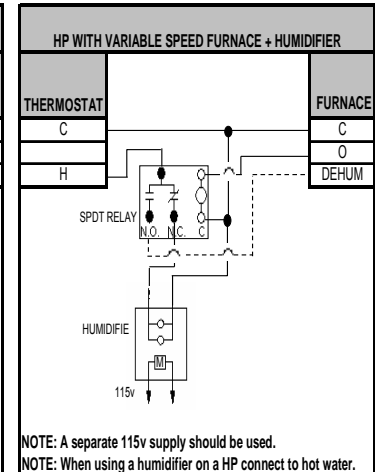 HP WITH VARIABLE SPEED FURNACE + HUMIDIFIER
THERMOSTAT
FURNACE
C
C
O
H
DEHUM
SPDT RELAY
N.O. N.C. C
HUMIDIFIE
M
115v
NOTE: A separate 115v supply should be used.
NOTE: When using a humidifier on a HP connect to hot water.